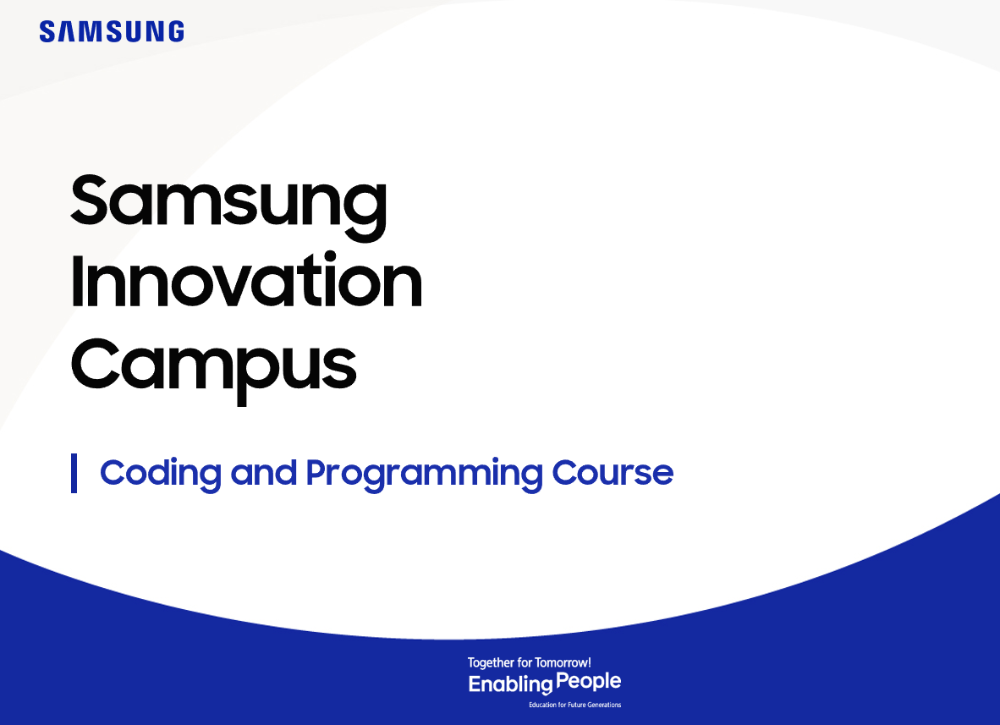 SAMSUNG
Samsung
Innovation
Campus
Coding and Programming Course
Together for Tomorrow!
Enabling People
Education for Future Generations